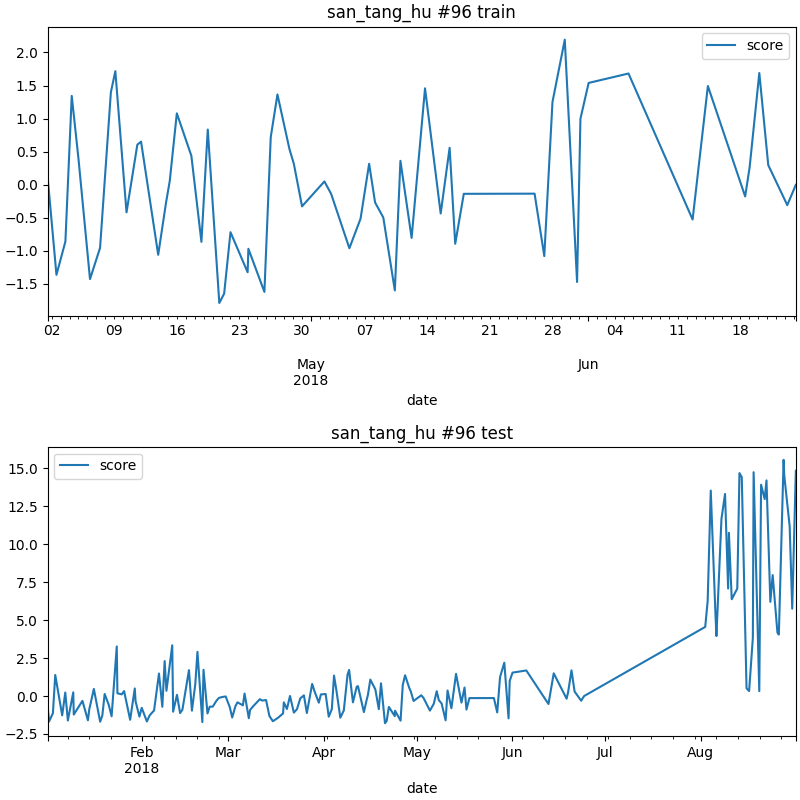 san_tang_hu #96 train
score
2.0
1.5
1.0
0.5
0.0
−0.5
−1.0
−1.5
02 09 16 23 30 07 14 21 28 04 11 18
May Jun
2018
date
san_tang_hu #96 test
score
15.0
12.5
10.0
7.5
5.0
2.5
0.0
−2.5
Feb Mar Apr May Jun Jul Aug
2018
date